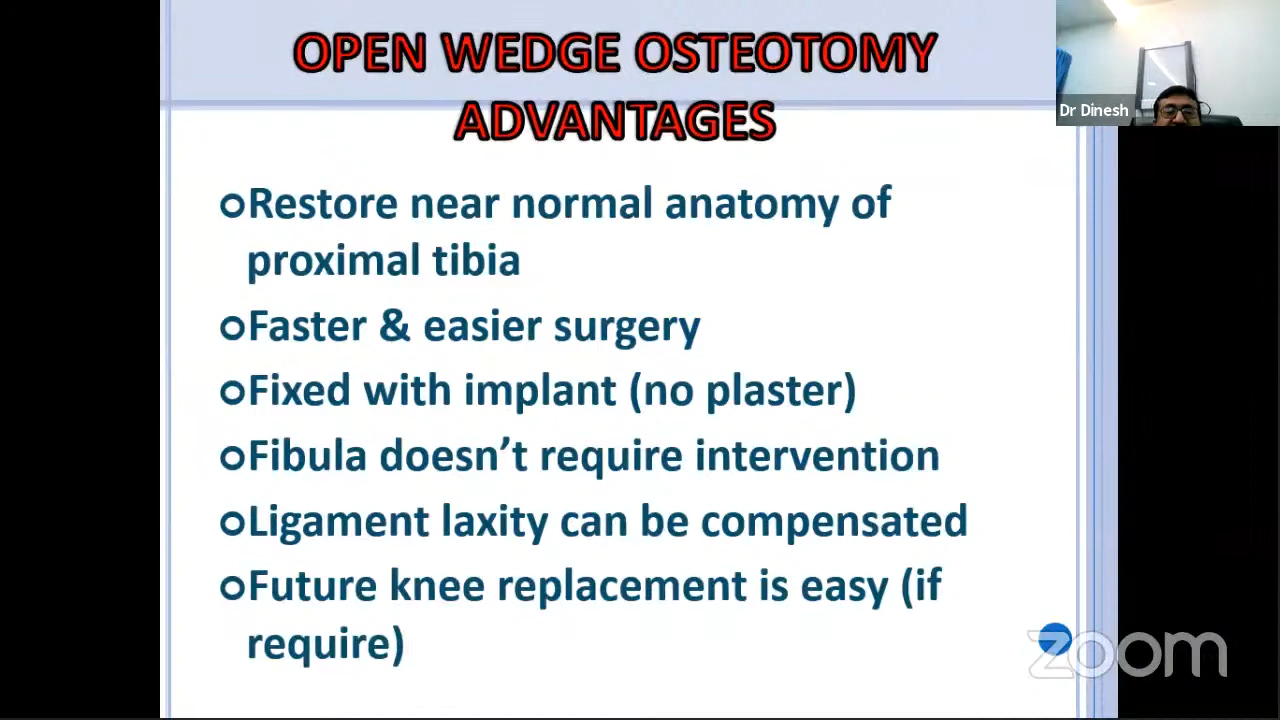 OPEN WEDGE OSTEOTOMY
ADVANTAGES
Dr Dinesh
Restore near normal anatomy of
proximal tibia
Faster & easier surgery
Fixed with implant (no plaster)
Fibula doesn’t require intervention
Ligament laxity can be compensated
Future knee replacement is easy (if
require)
zoom